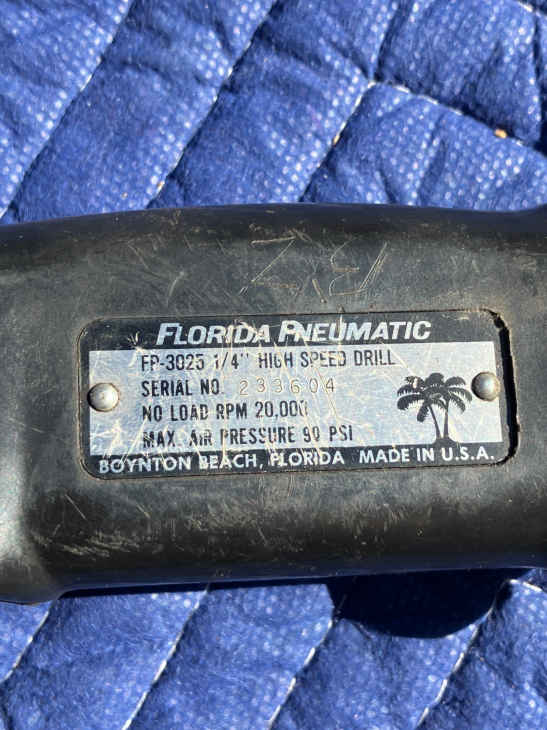 FLORIDA PNEUMATIC
FP-3025 1/4" HIGH SPEED DRILL
SERIAL NO. 233604
NO LOAD RPM 20,000
MAX. AIR PRESSURE 90 PSI
BOYNTON BEACH, FLORIDA MADE IN U.S.A.